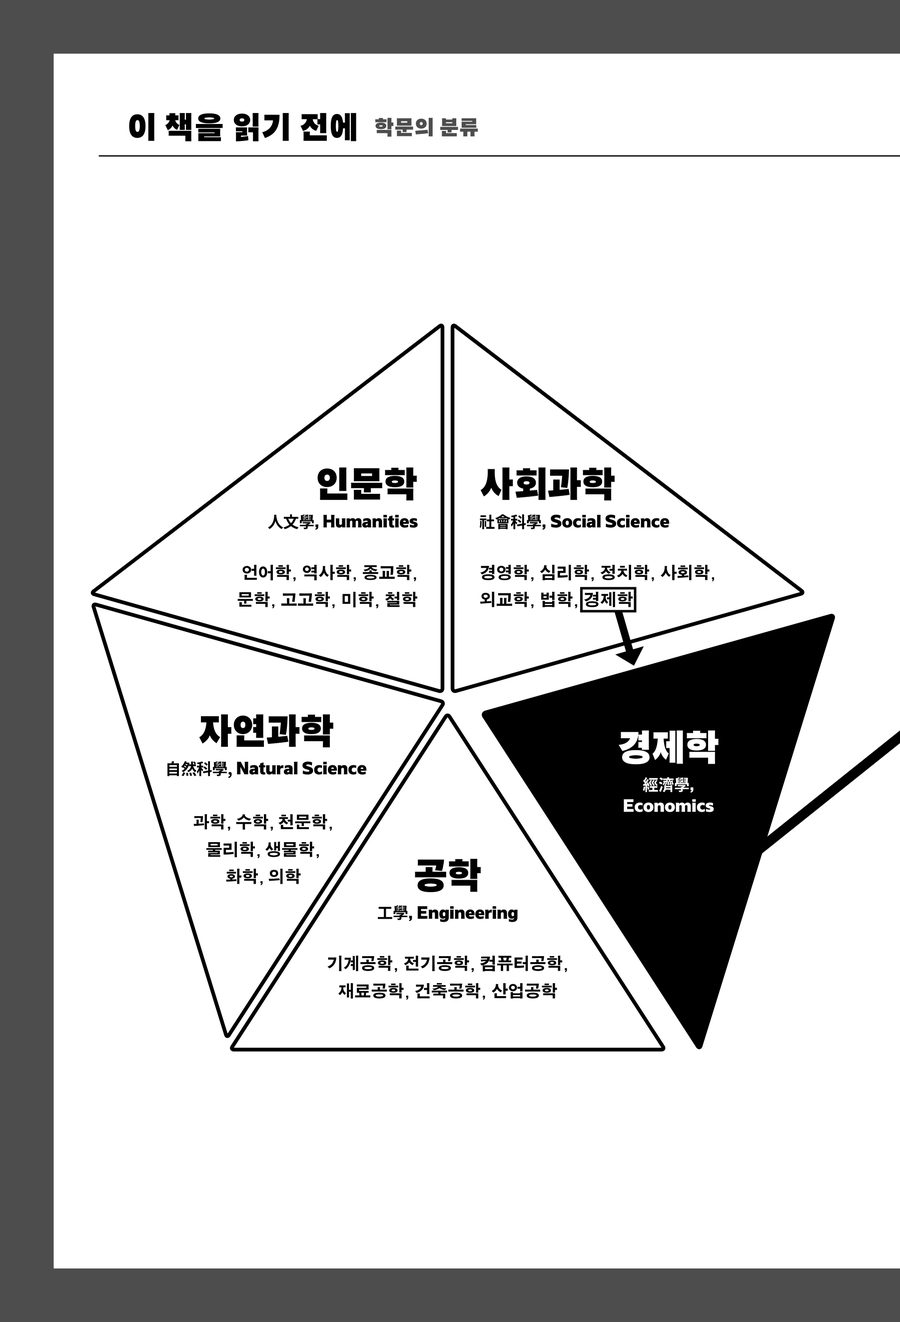 이 책을 읽기 전에 학문의 분류
인문학
人文學, Humanities
언어학, 역사학, 종교학,
문학, 고고학, 미학, 철학
사회과학
社會科學, Social Science
경영학, 심리학, 정치학, 사회학,
외교학, 법학, 경제학
자연과학
自然科學, Natural Science
과학, 수학, 천문학,
물리학, 생물학,
화학, 의학
경제학
經濟學,
Economics
공학
工學, Engineering
기계공학, 전기공학, 컴퓨터공학,
재료공학, 건축공학, 산업공학